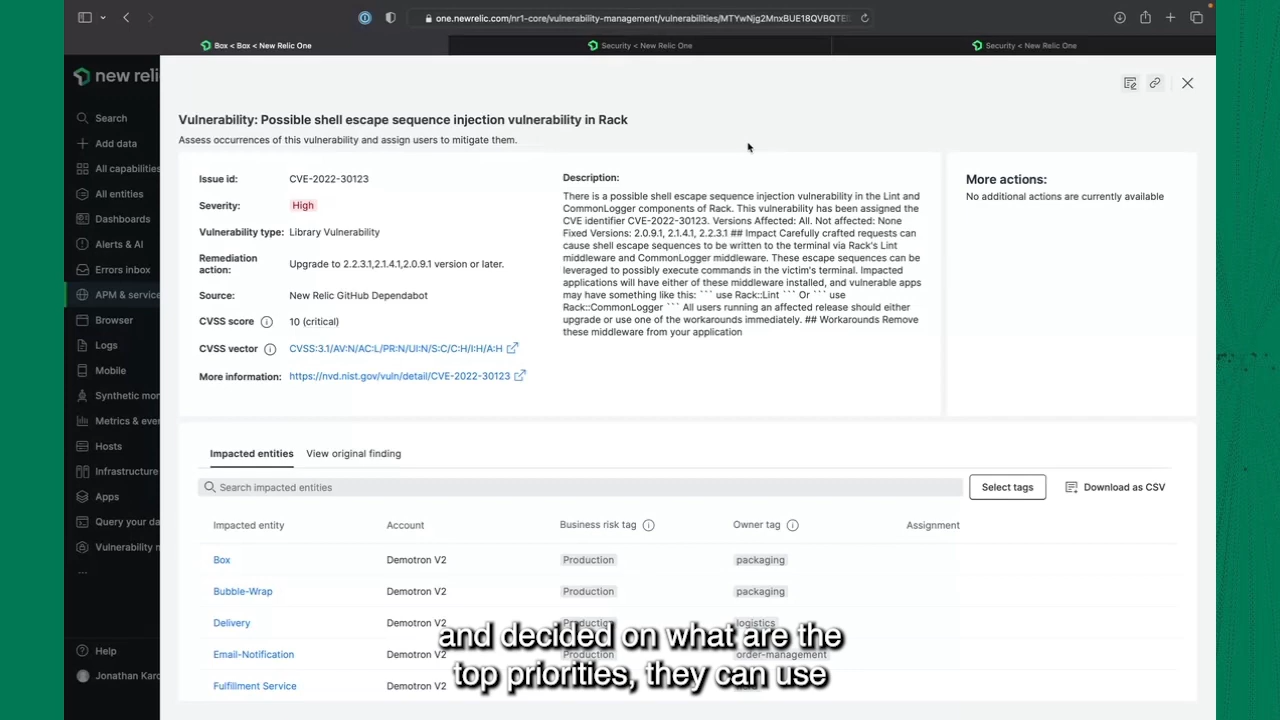 one.newrelic.com/nr1-core/vulnerability-management/vulnerabilities/MTYwNjg2MnxBUE18QVBQTE
Box < Box < New Relic One
Security < New Relic One
Security < New Relic One
new reli
Search
Add data
All capabilities
All entities
Dashboards
Alerts & AI
Errors inbox
APM & service
Browser
Logs
Mobile
Synthetic mon
Metrics & even
Hosts
Infrastructure
Apps
Query your da
Vulnerability m
...
Help
Jonathan Karo
Vulnerability: Possible shell escape sequence injection vulnerability in Rack
Assess occurrences of this vulnerability and assign users to mitigate them.
Issue id: CVE-2022-30123
Severity: High
Vulnerability type: Library Vulnerability
Remediation action: Upgrade to 2.2.3.1,2.1.4.1,2.0.9.1 version or later.
Source: New Relic GitHub Dependabot
CVSS score 10 (critical)
CVSS vector CVSS:3.1/AV:N/AC:L/PR:N/UI:N/S:C/C:H/I:H/A:H
More information: https://nvd.nist.gov/vuln/detail/CVE-2022-30123
Description:
There is a possible shell escape sequence injection vulnerability in the Lint and
CommonLogger components of Rack. This vulnerability has been assigned the
CVE identifier CVE-2022-30123. Versions Affected: All. Not affected: None
Fixed Versions: 2.0.9.1, 2.1.4.1, 2.2.3.1 ## Impact Carefully crafted requests can
cause shell escape sequences to be written to the terminal via Rack's Lint
middleware and CommonLogger middleware. These escape sequences can be
leveraged to possibly execute commands in the victim's terminal. Impacted
applications will have either of these middleware installed, and vulnerable apps
may have something like this: ``` use Rack::Lint ``` Or ``` use
Rack::CommonLogger ``` All users running an affected release should either
upgrade or use one of the workarounds immediately. ## Workarounds Remove
these middleware from your application
More actions:
No additional actions are currently available
Impacted entities View original finding
Search impacted entities
Select tags
Download as CSV
Impacted entity Account Business risk tag Owner tag Assignment
Box Demotron V2 Production packaging
Bubble-Wrap Demotron V2 Production packaging
Delivery Demotron V2 Production logistics
Email-Notification Demotron V2 Production order-management
Fulfillment Service Demotron V2
and decided on what are the
top priorities, they can use